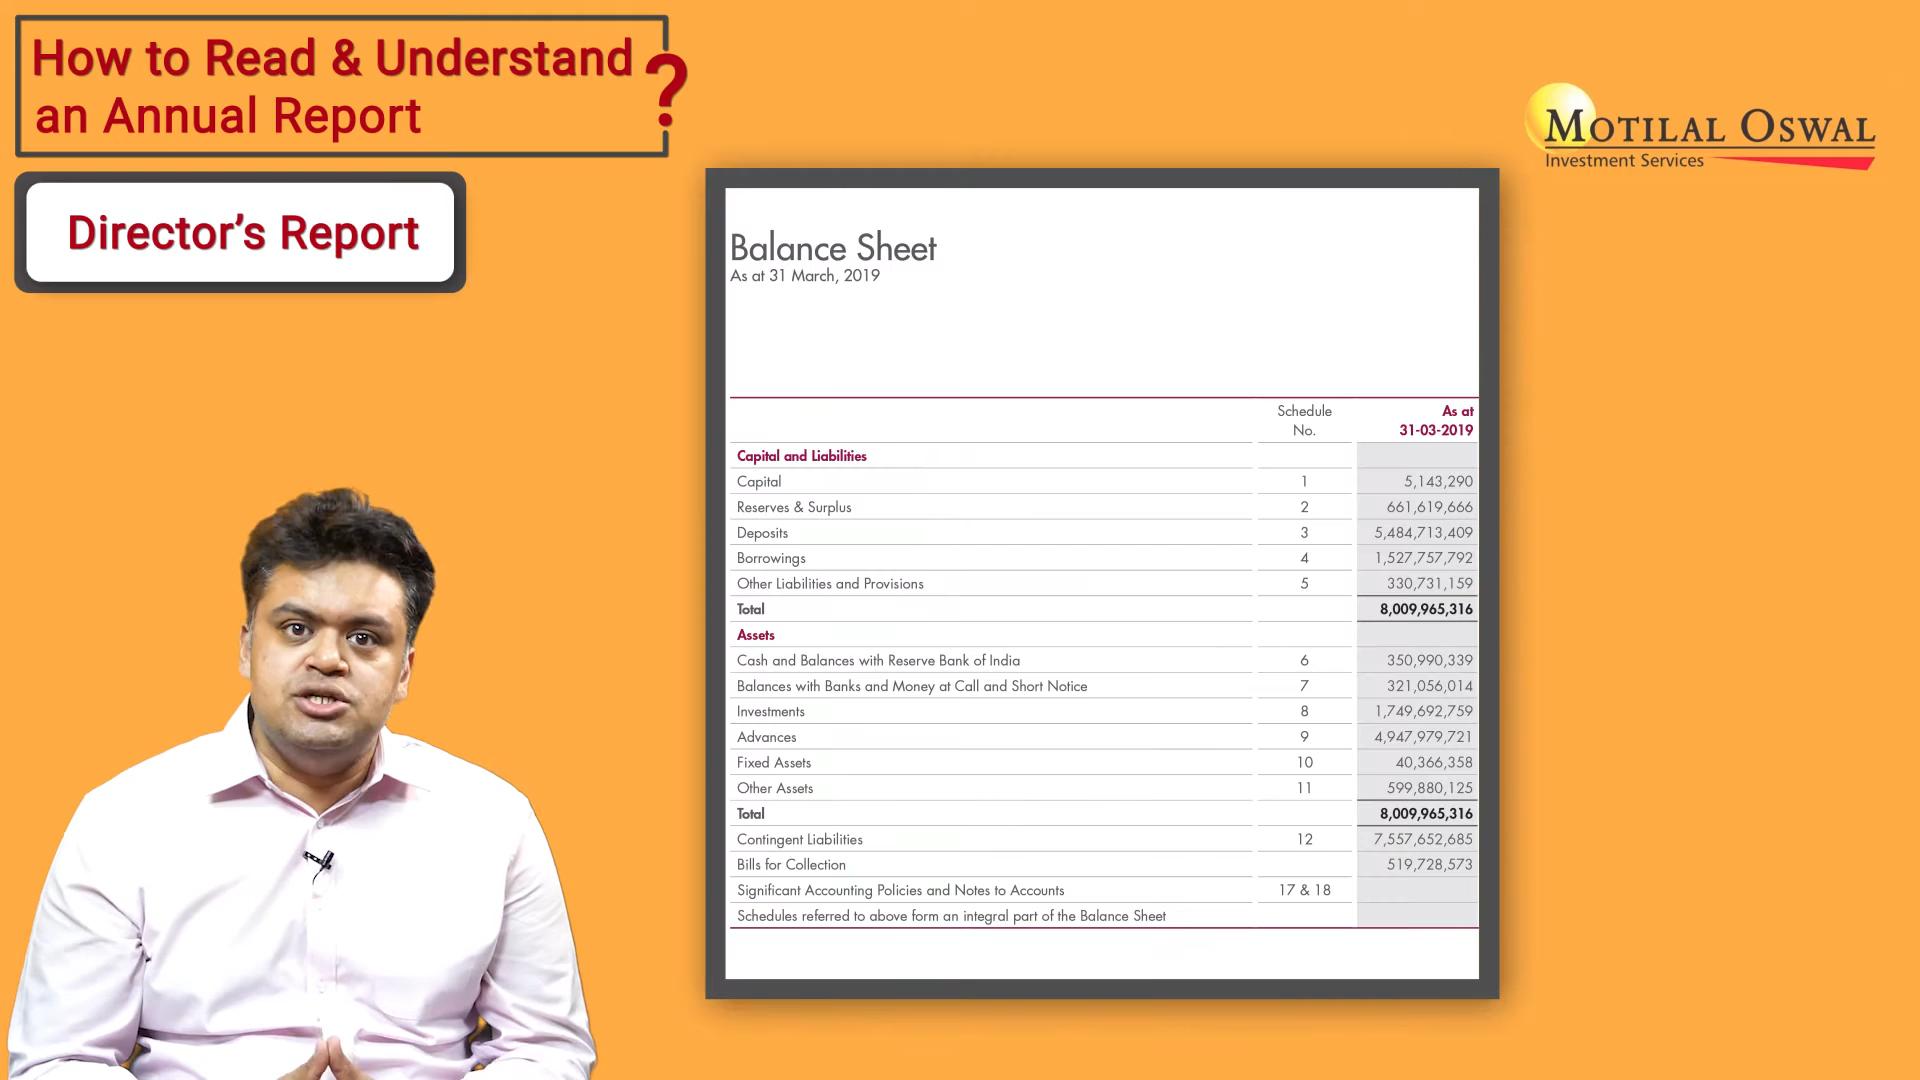 How to Read & Understand
an Annual Report ?
Director's Report
MOTILAL OSWAL
Investment Services
Balance Sheet
As at 31 March, 2019
Schedule No. As at 31-03-2019
Capital and Liabilities
Capital 1 5,143,290
Reserves & Surplus 2 661,619,666
Deposits 3 5,484,713,409
Borrowings 4 1,527,757,792
Other Liabilities and Provisions 5 330,731,159
Total 8,009,965,316
Assets
Cash and Balances with Reserve Bank of India 6 350,990,339
Balances with Banks and Money at Call and Short Notice 7 321,056,014
Investments 8 1,749,692,759
Advances 9 4,947,979,721
Fixed Assets 10 40,366,358
Other Assets 11 599,880,125
Total 8,009,965,316
Contingent Liabilities 12 7,557,652,685
Bills for Collection 519,728,573
Significant Accounting Policies and Notes to Accounts 17 & 18
Schedules referred to above form an integral part of the Balance Sheet